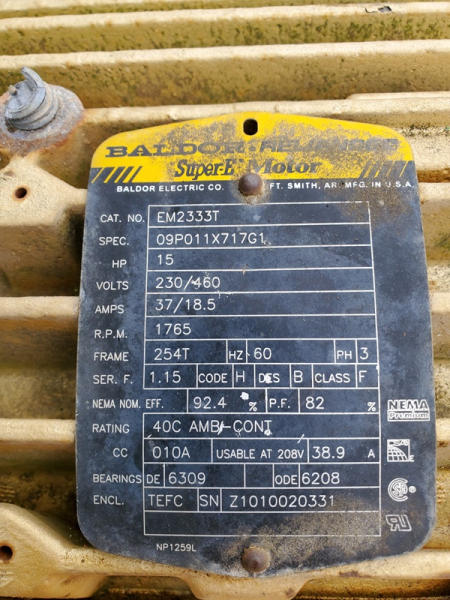 BALDOR · RELIANCE
Super-E Motor
BALDOR ELECTRIC CO. FT. SMITH, AR. MFG. IN U.S.A.
CAT. NO. EM2333T
SPEC. 09P011X717G1
HP 15
VOLTS 230/460
AMPS 37/18.5
R.P.M. 1765
FRAME 254T HZ 60 PH 3
SER. F. 1.15 CODE H DES B CLASS F
NEMA NOM. EFF. 92.4 % P.F. 82 %
NEMA
Premium
RATING 40C AMB-CONT
CC 010A USABLE AT 208V 38.9 A
BEARINGS DE 6309 ODE 6208
ENCL. TEFC SN Z1010020331
NP1259L